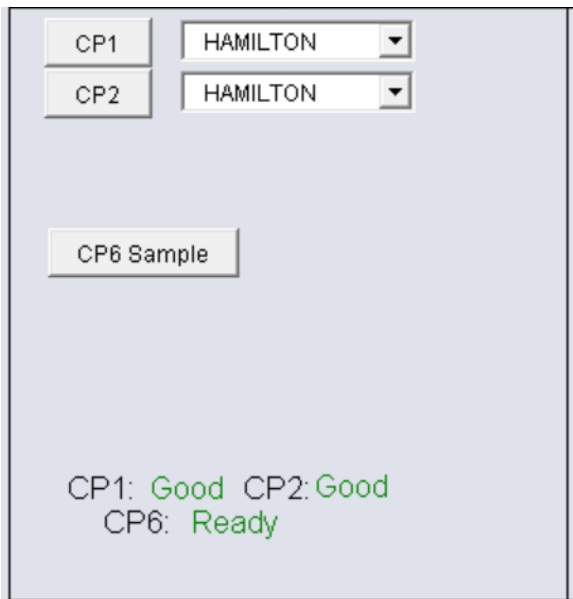 CP1 HAMILTON
CP2 HAMILTON
CP6 Sample
CP1: Good CP2: Good
CP6: Ready